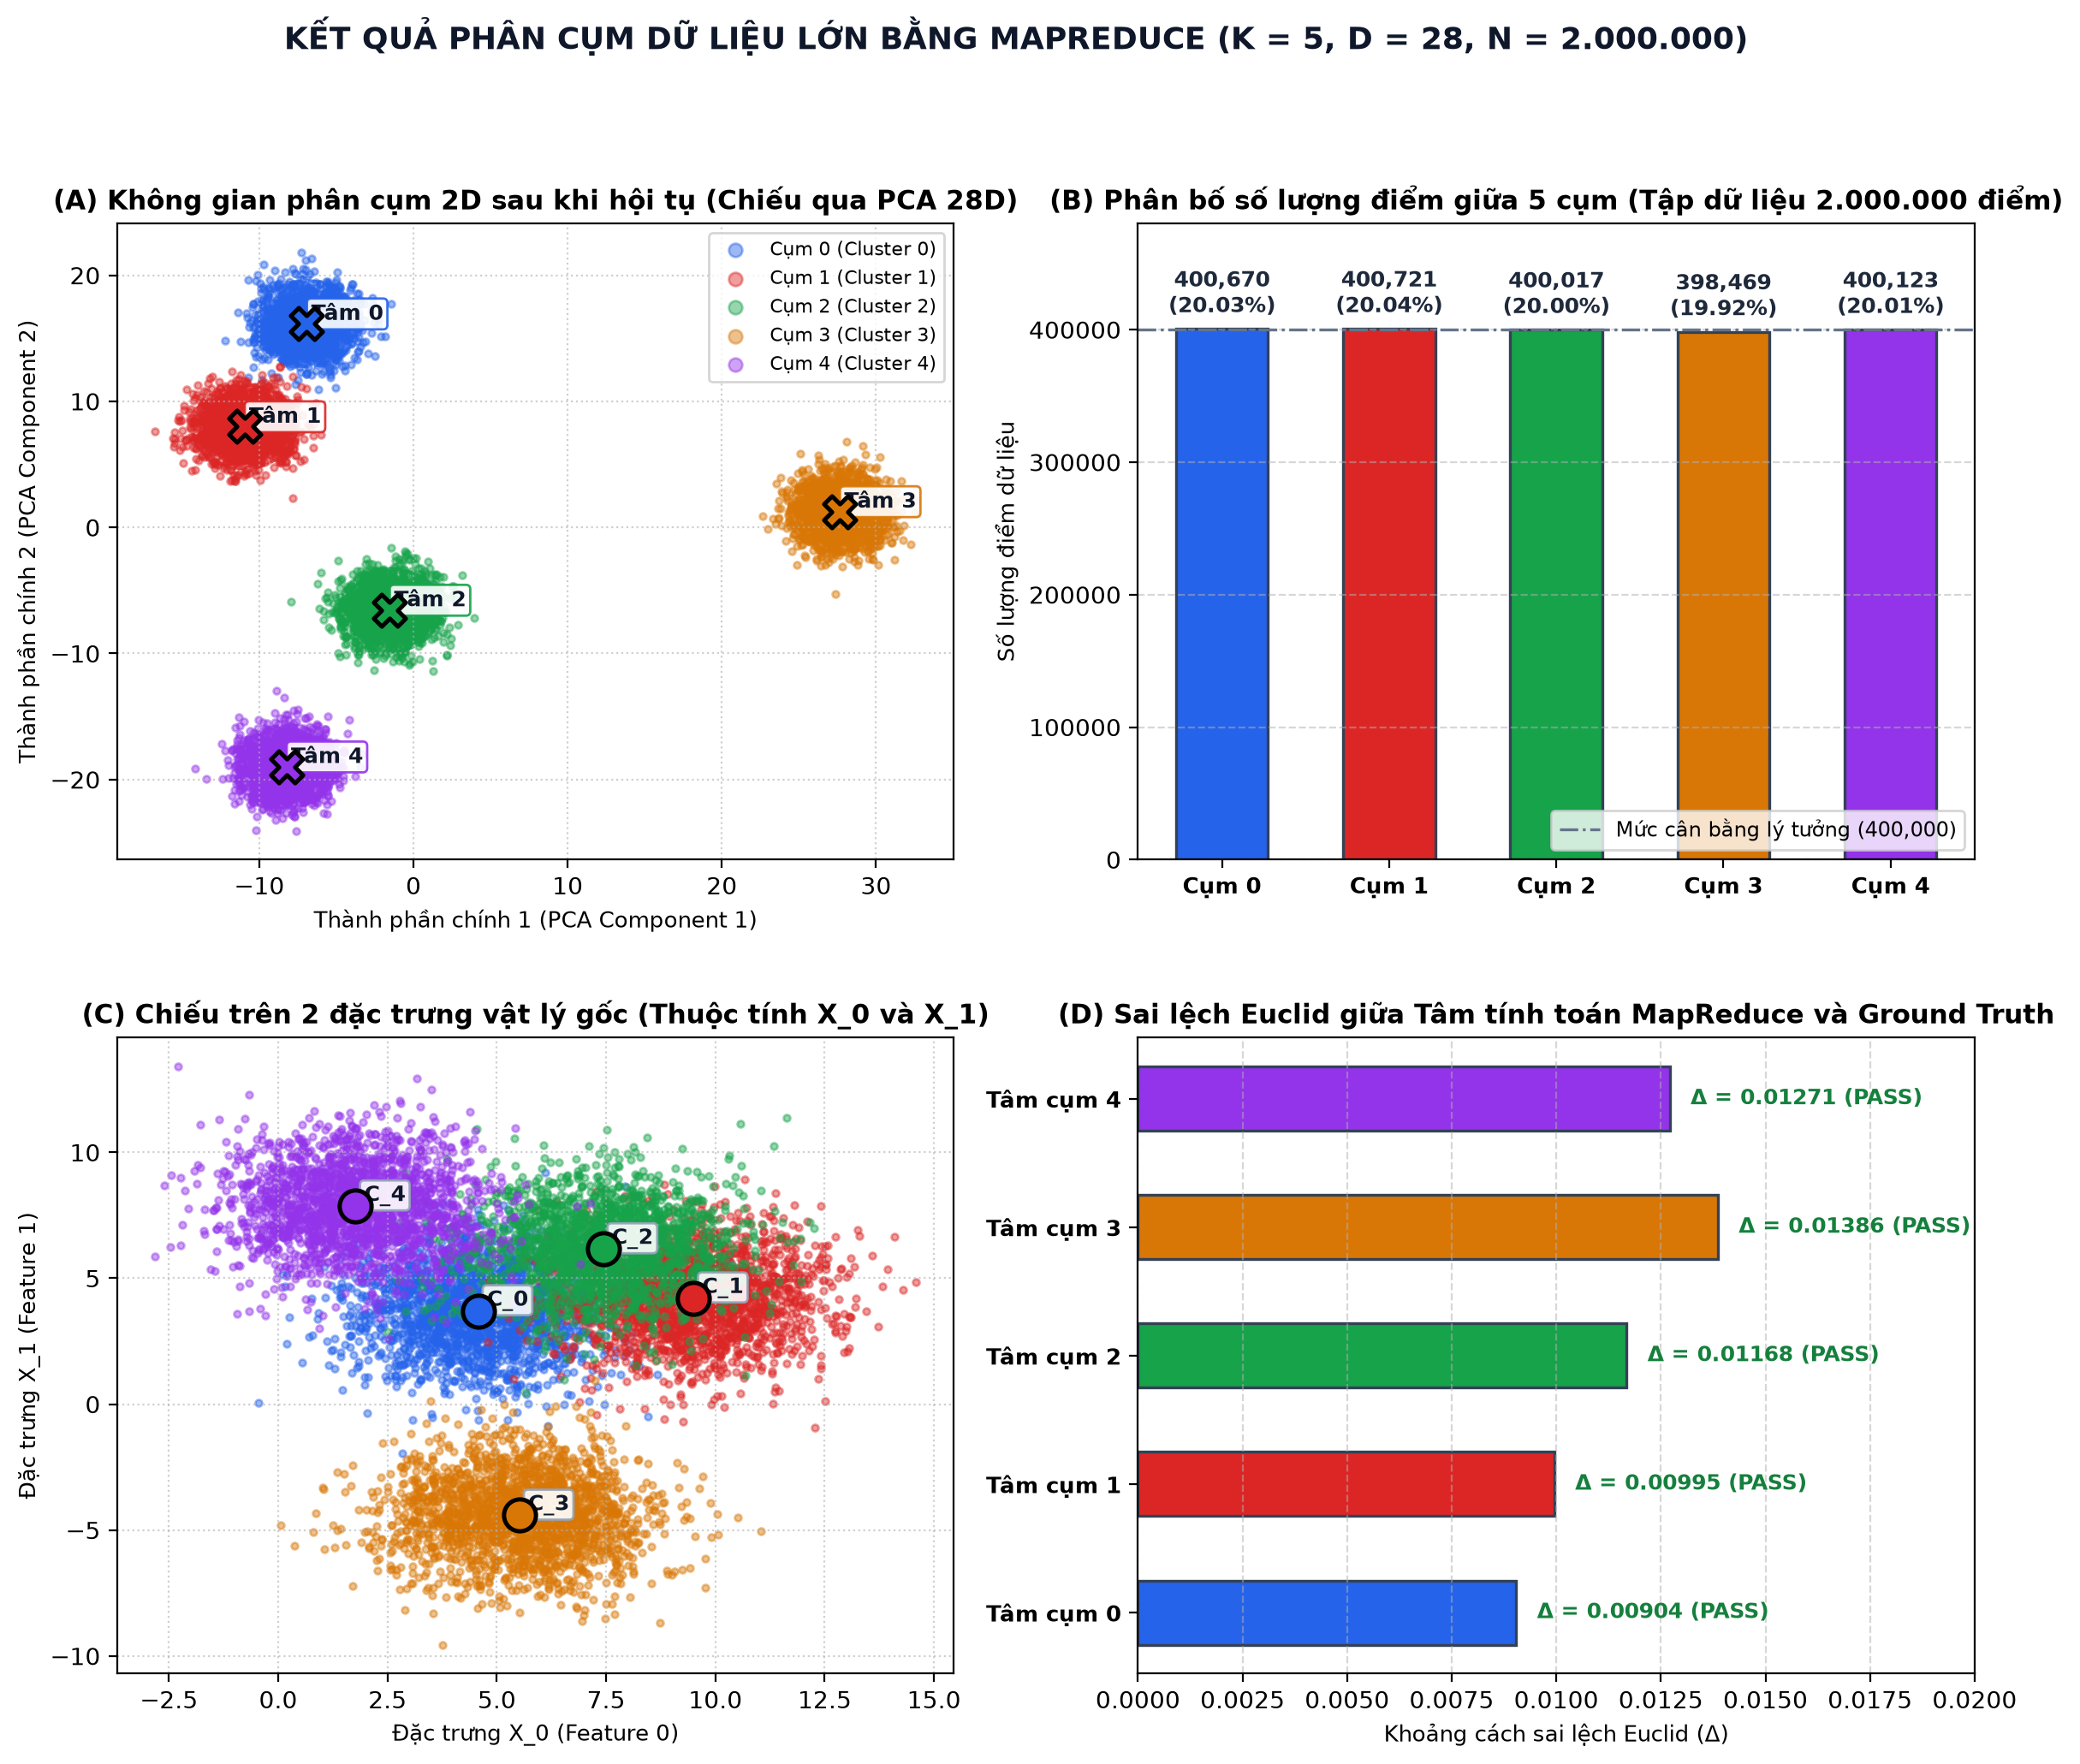 KẾT QUẢ PHÂN CỤM DỮ LIỆU LỚN BẰNG MAPREDUCE (K = 5, D = 28, N = 2.000.000)
(A) Không gian phân cụm 2D sau khi hội tụ (Chiếu qua PCA 28D)
Thành phần chính 2 (PCA Component 2)
20
10
0
−10
−20
Cụm 0 (Cluster 0)
Cụm 1 (Cluster 1)
Cụm 2 (Cluster 2)
Cụm 3 (Cluster 3)
Cụm 4 (Cluster 4)
Tâm 0
Tâm 1
Tâm 3
Tâm 2
Tâm 4
−10 0 10 20 30
Thành phần chính 1 (PCA Component 1)
(B) Phân bố số lượng điểm giữa 5 cụm (Tập dữ liệu 2.000.000 điểm)
Số lượng điểm dữ liệu
400000
300000
200000
100000
0
400,670 400,721 400,017 398,469 400,123
(20.03%) (20.04%) (20.00%) (19.92%) (20.01%)
Mức cân bằng lý tưởng (400,000)
Cụm 0 Cụm 1 Cụm 2 Cụm 3 Cụm 4
(C) Chiếu trên 2 đặc trưng vật lý gốc (Thuộc tính X_0 và X_1)
Đặc trưng X_1 (Feature 1)
10
5
0
−5
−10
C_4
C_2
C_1
C_0
C_3
−2.5 0.0 2.5 5.0 7.5 10.0 12.5 15.0
Đặc trưng X_0 (Feature 0)
(D) Sai lệch Euclid giữa Tâm tính toán MapReduce và Ground Truth
Tâm cụm 4 Δ = 0.01271 (PASS)
Tâm cụm 3 Δ = 0.01386 (PASS)
Tâm cụm 2 Δ = 0.01168 (PASS)
Tâm cụm 1 Δ = 0.00995 (PASS)
Tâm cụm 0 Δ = 0.00904 (PASS)
0.0000 0.0025 0.0050 0.0075 0.0100 0.0125 0.0150 0.0175 0.0200
Khoảng cách sai lệch Euclid (Δ)